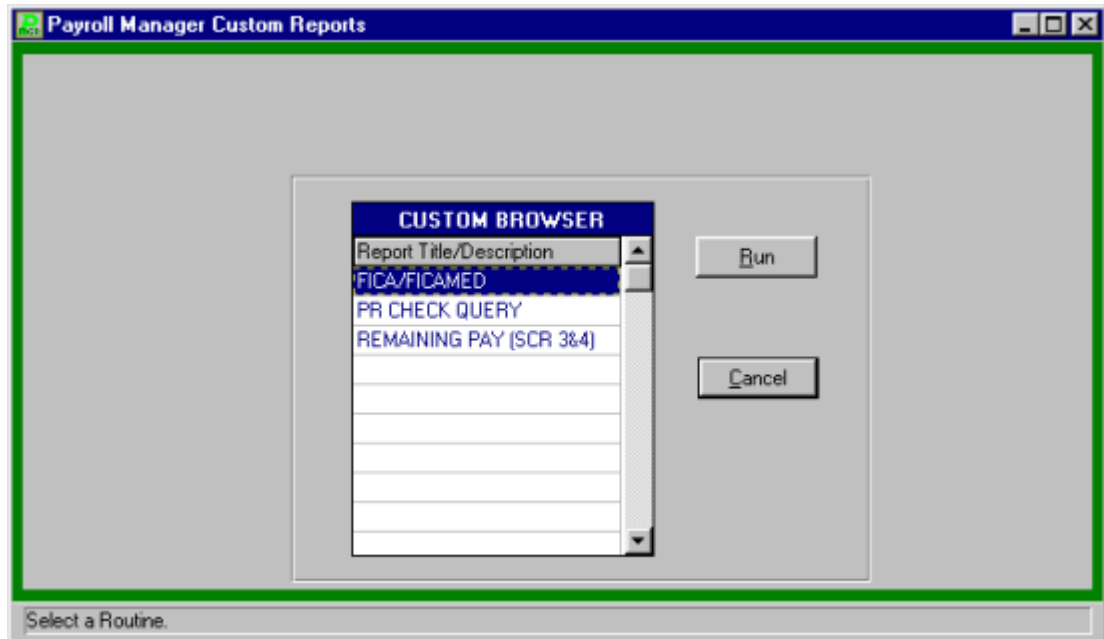 Payroll Manager Custom Reports
CUSTOM BROWSER
Report Title/Description
FICA/FICAMED
PR CHECK QUERY
REMAINING PAY (SCR 3&4)
Run
Cancel
Select a Routine.